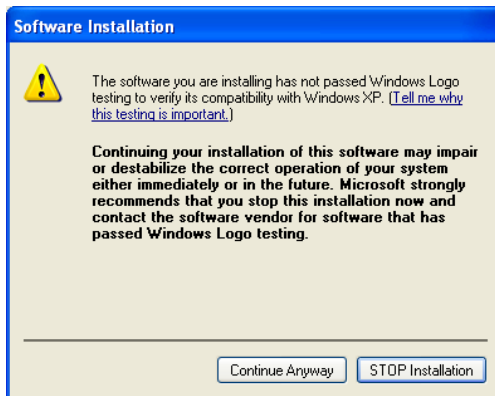 Software Installation
The software you are installing has not passed Windows Logo
testing to verify its compatibility with Windows XP. (Tell me why
this testing is important.)
Continuing your installation of this software may impair
or destabilize the correct operation of your system
either immediately or in the future. Microsoft strongly
recommends that you stop this installation now and
contact the software vendor for software that has
passed Windows Logo testing.
Continue Anyway
STOP Installation